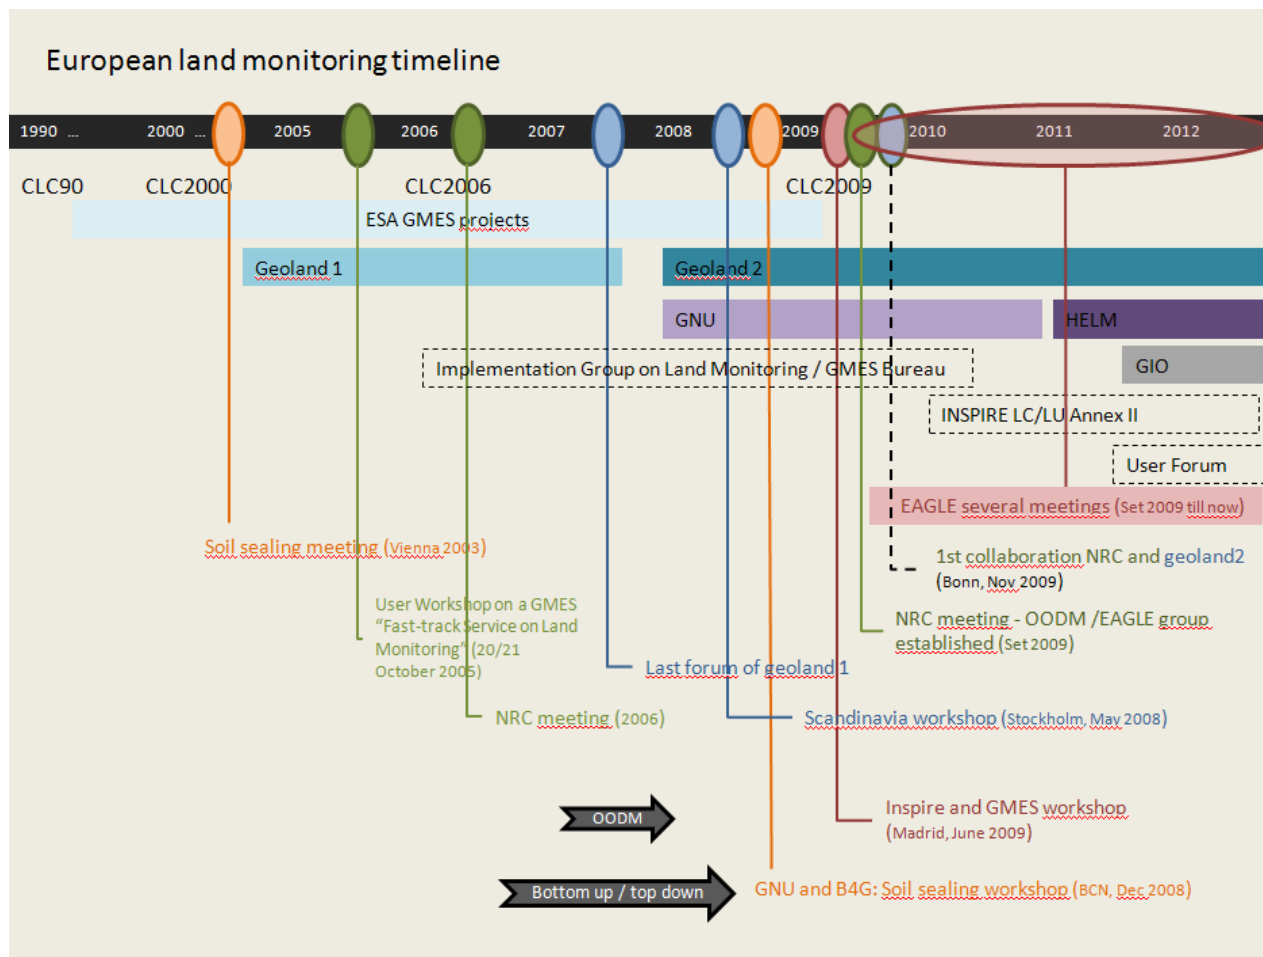 European land monitoring timeline
1990 ... 2000 ... 2005 2006 2007 2008 2009 2010 2011 2012
CLC90 CLC2000 CLC2006 CLC2009
ESA GMES projects
Geoland 1 Geoland 2
GNU HELM
Implementation Group on Land Monitoring / GMES Bureau
GIO
INSPIRE LC/LU Annex II
User Forum
EAGLE several meetings (Set 2009 till now)
Soil sealing meeting (Vienna 2003)
1st collaboration NRC and geoland2
(Bonn, Nov 2009)
User Workshop on a GMES
“Fast-track Service on Land
Monitoring” (20/21
October 2005)
NRC meeting - OODM /EAGLE group
established (Set 2009)
Last forum of geoland 1
NRC meeting (2006)
Scandinavia workshop (Stockholm, May 2008)
Inspire and GMES workshop
(Madrid, June 2009)
OODM
Bottom up / top down
GNU and B4G: Soil sealing workshop (BCN, Dec 2008)